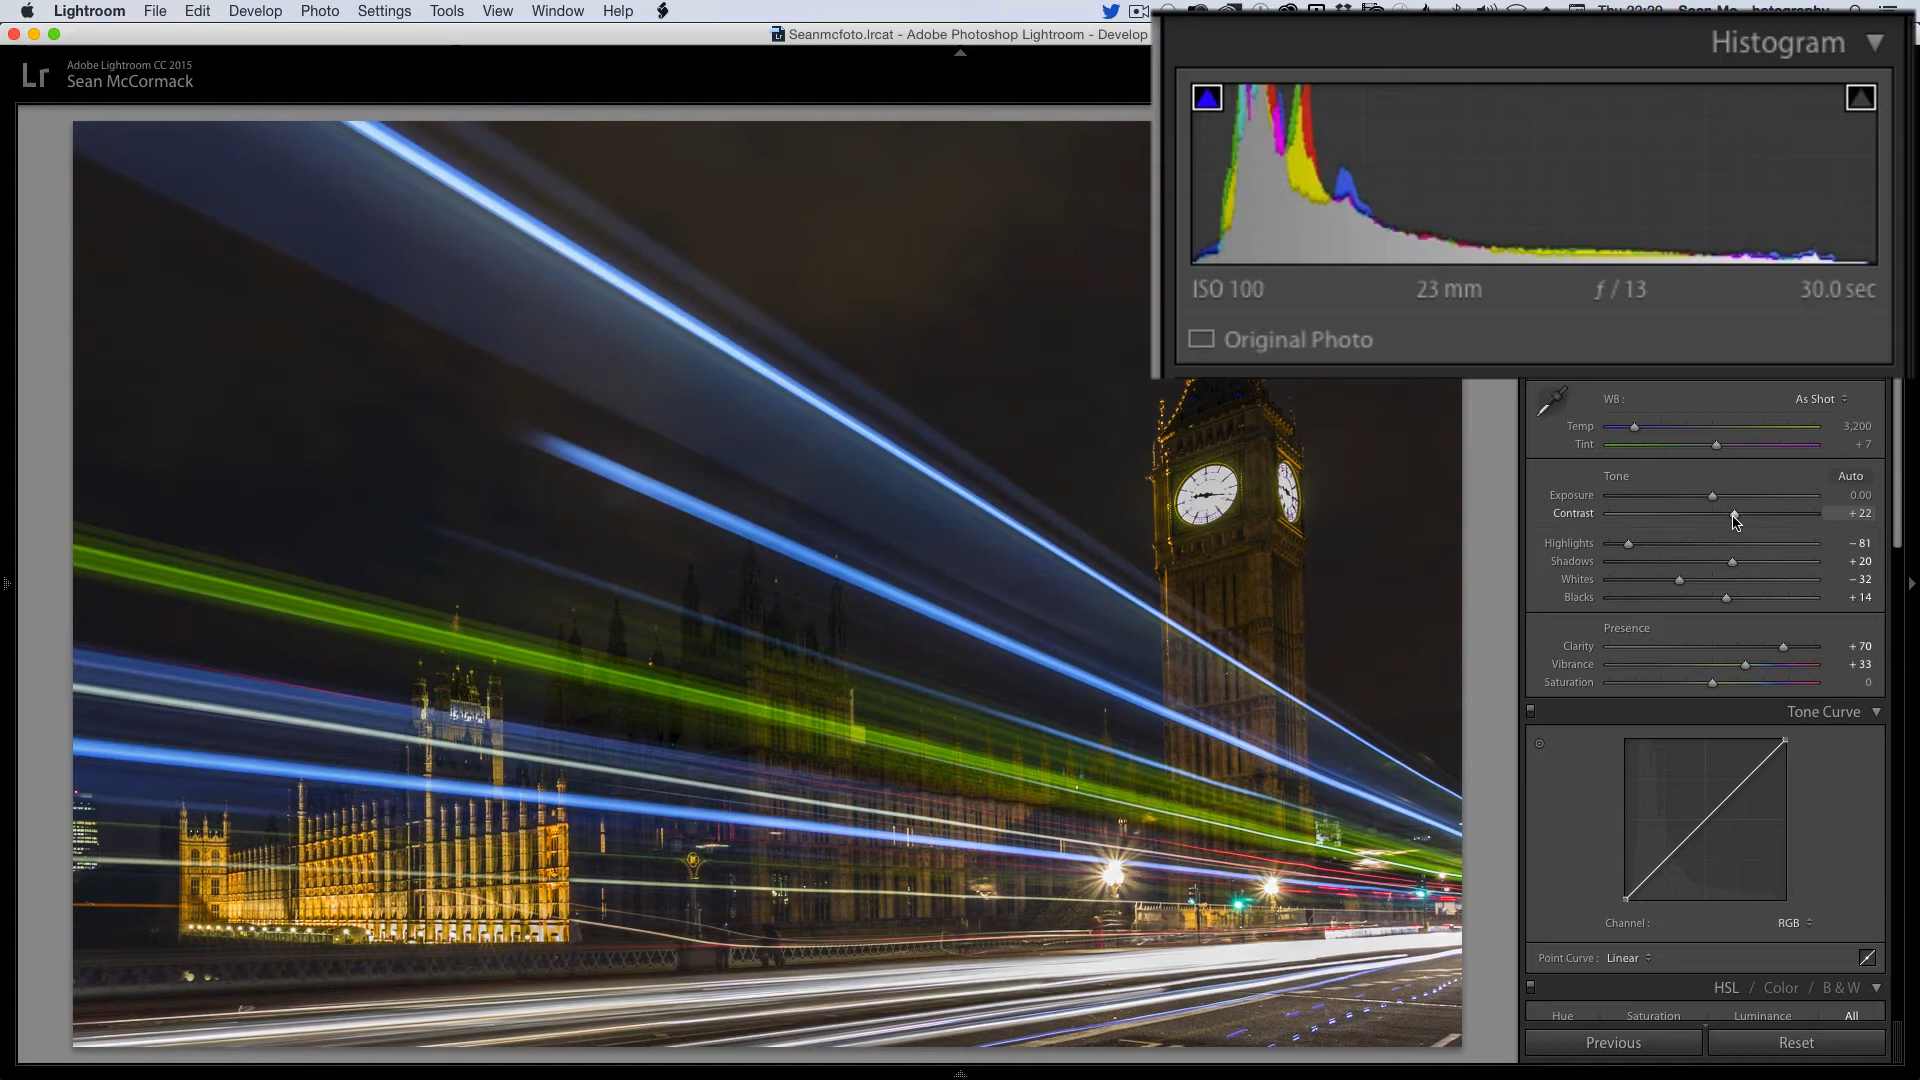 Lightroom File Edit Develop Photo Settings Tools View Window Help
Thu 22:29
Seanmcfoto.lrcat - Adobe Photoshop Lightroom - Develop
Lr
Adobe Lightroom CC 2015
Sean McCormack
Histogram
ISO 100 23 mm ƒ / 13 30.0 sec
Original Photo
WB: As Shot
Temp 3,200
Tint + 7
Tone Auto
Exposure 0.00
Contrast + 22
Highlights − 81
Shadows + 20
Whites − 32
Blacks + 14
Presence
Clarity + 70
Vibrance + 33
Saturation 0
Tone Curve
Channel : RGB
Point Curve : Linear
HSL / Color / B & W
Hue Saturation Luminance All
Previous Reset